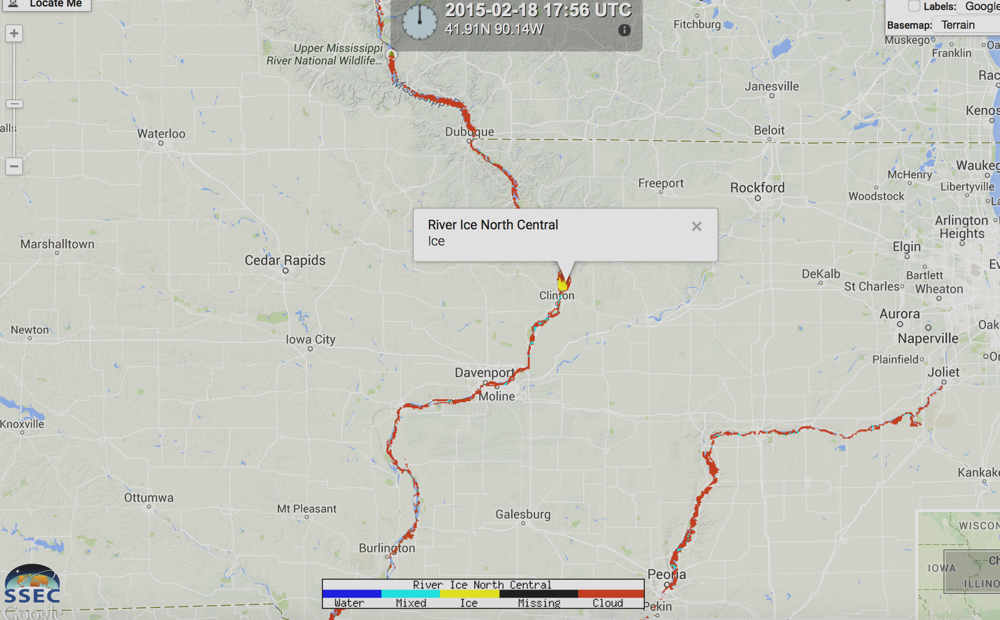 Locate Me
2015-02-18 17:56 UTC
41.91N 90.14W
Labels: Google
Basemap: Terrain
Fitchburg
Muskego
Franklin
Upper Mississippi
River National Wildlife...
Mississippi
Janesville
Waterloo
Dubuque
Beloit
McHenry
Freeport
Rockford
Woodstock
Libertyville
Arlington
Heights
River Ice North Central
Ice
Marshalltown
Cedar Rapids
Elgin
DeKalb
Bartlett
St Charles
Wheaton
Clinton
Aurora
Newton
Iowa City
Naperville
Plainfield
Davenport
Joliet
Moline
Knoxville
Ottumwa
Mt Pleasant
Galesburg
Burlington
IOWA
Peoria
Pekin
SSEC
Google
River Ice North Central
Water Mixed Ice Missing Cloud